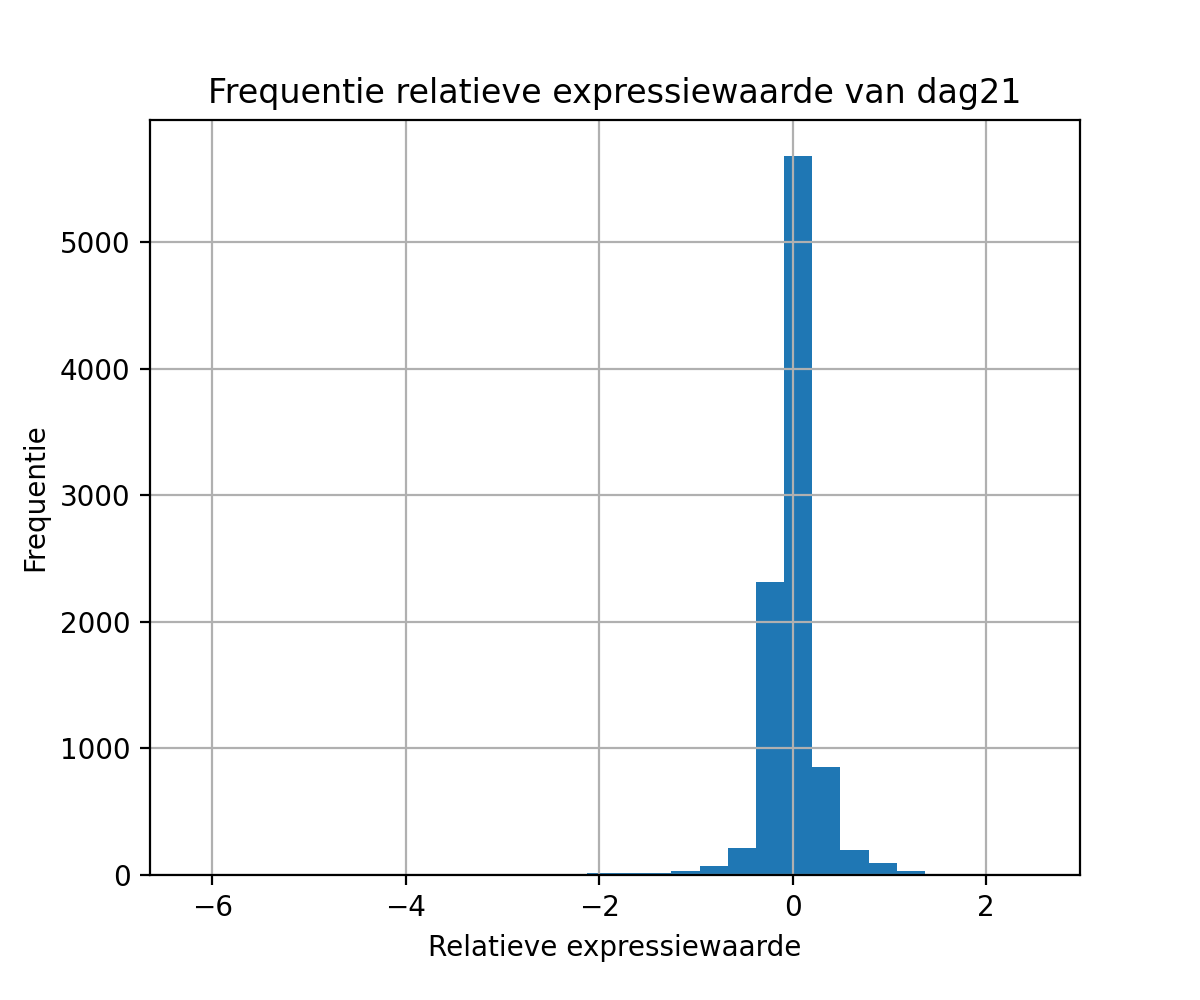 Frequentie relatieve expressiewaarde van dag21
Frequentie
5000
4000
3000
2000
1000
0
−6 −4 −2 0 2
Relatieve expressiewaarde